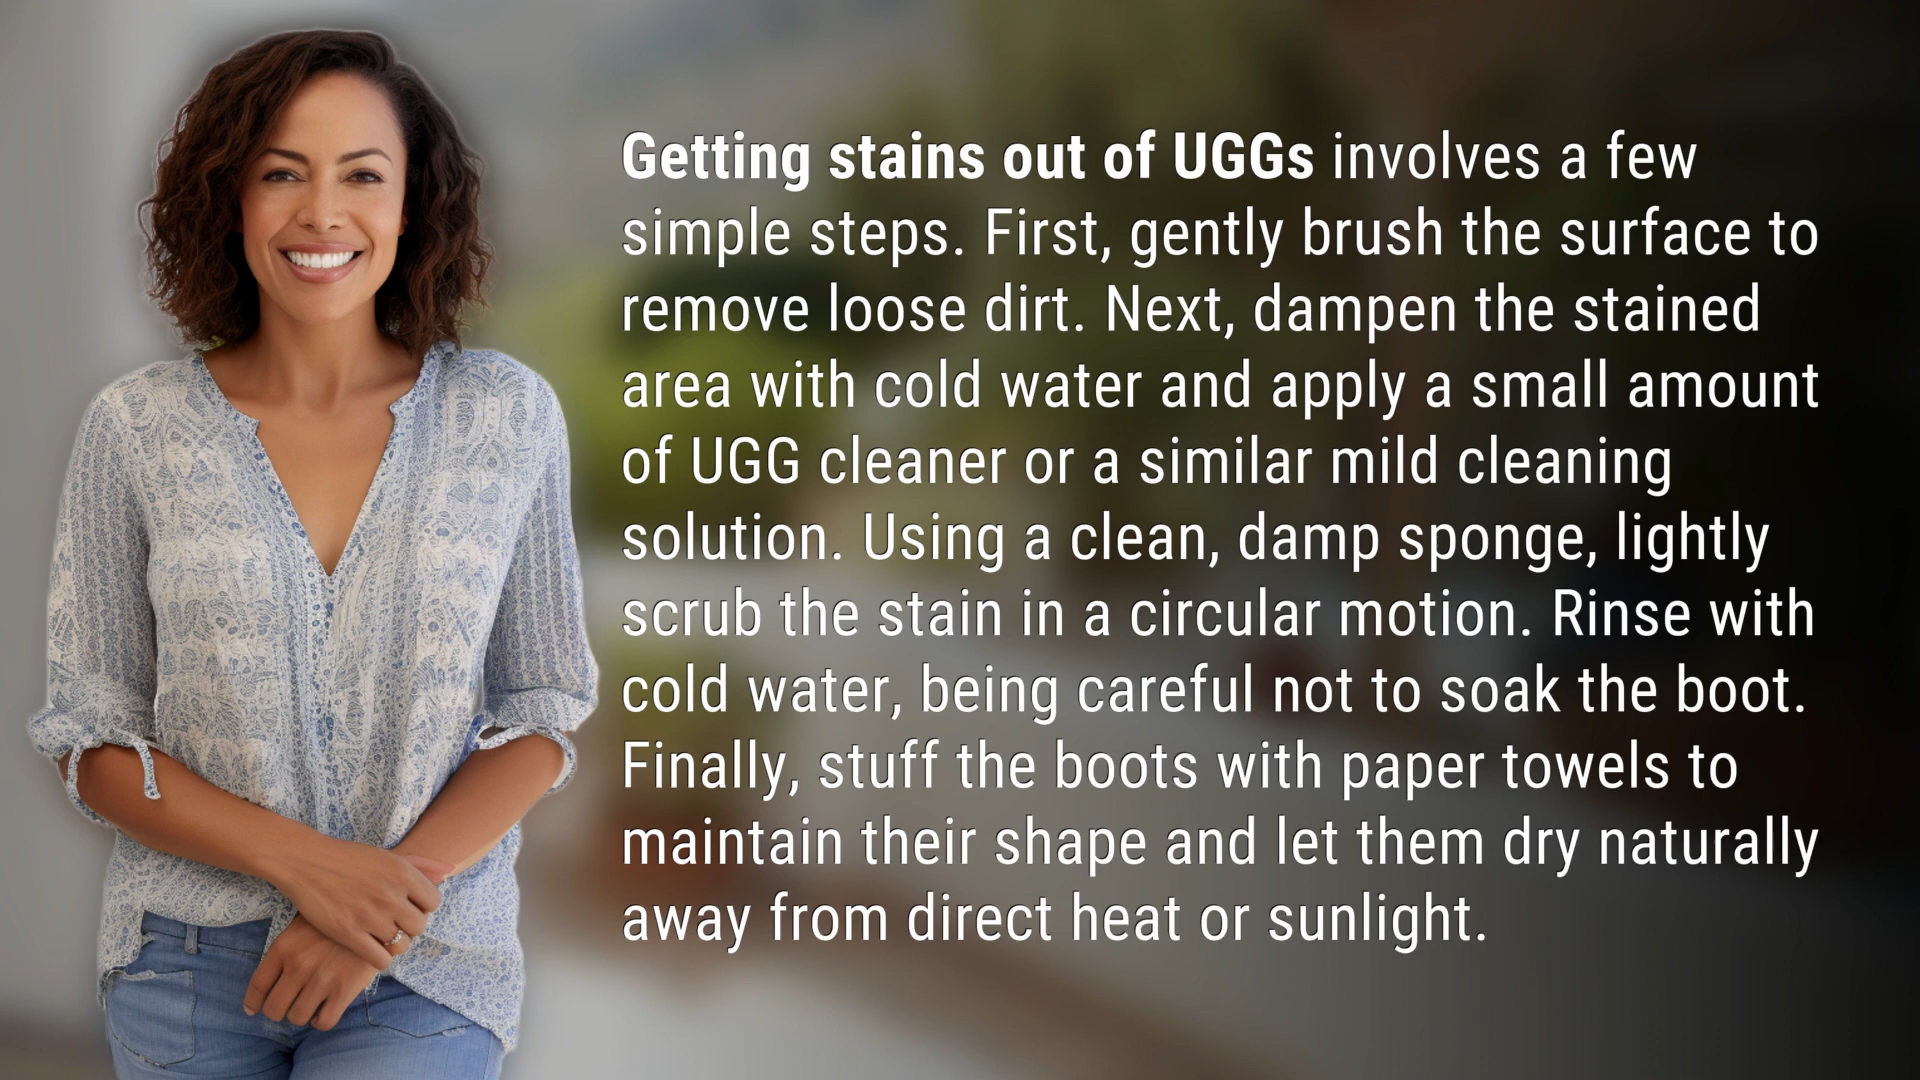 Getting stains out of UGGs involves a few
simple steps. First, gently brush the surface to
remove loose dirt. Next, dampen the stained
area with cold water and apply a small amount
of UGG cleaner or a similar mild cleaning
solution. Using a clean, damp sponge, lightly
scrub the stain in a circular motion. Rinse with
cold water, being careful not to soak the boot.
Finally, stuff the boots with paper towels to
maintain their shape and let them dry naturally
away from direct heat or sunlight.